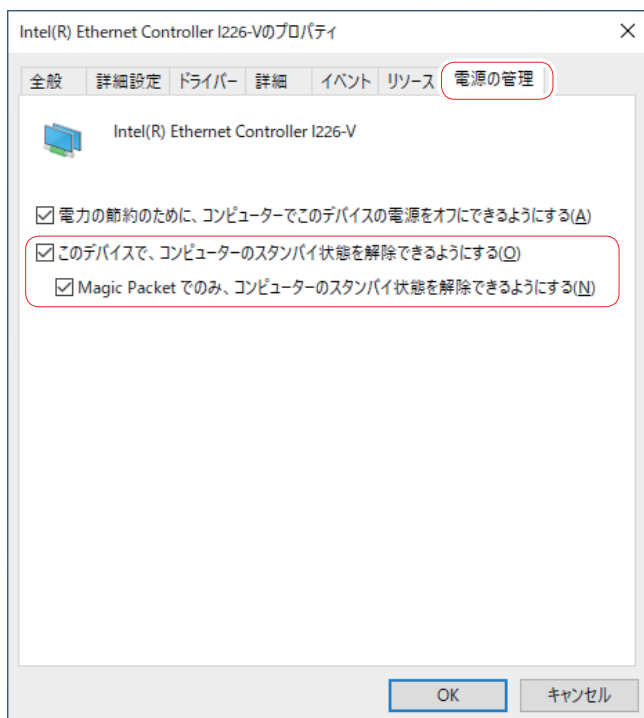 Intel(R) Ethernet Controller I226-Vのプロパティ
全般 詳細設定 ドライバー 詳細 イベント リソース 電源の管理
Intel(R) Ethernet Controller I226-V
電力の節約のために、コンピューターでこのデバイスの電源をオフにできるようにする(A)
このデバイスで、コンピューターのスタンバイ状態を解除できるようにする(O)
Magic Packet でのみ、コンピューターのスタンバイ状態を解除できるようにする(N)
OK キャンセル